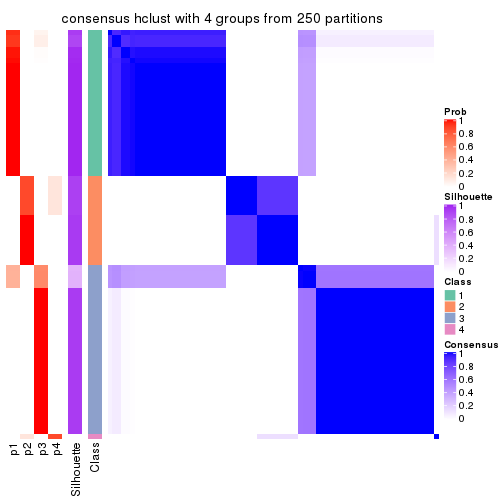 consensus hclust with 4 groups from 250 partitions
Prob
1
0.8
0.6
0.4
0.2
0
Silhouette
1
0.8
0.6
0.4
0.2
0
Class
1
2
3
4
Consensus
1
0.8
0.6
0.4
0.2
0
p1
p2
p3
p4
Silhouette
Class